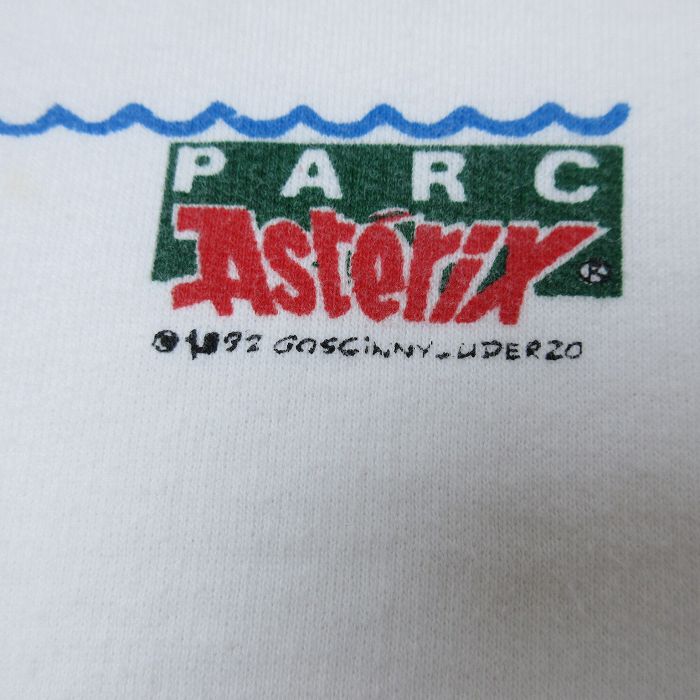 PARC
Astérix ®
© 1992 GOSCINNY-UDERZO